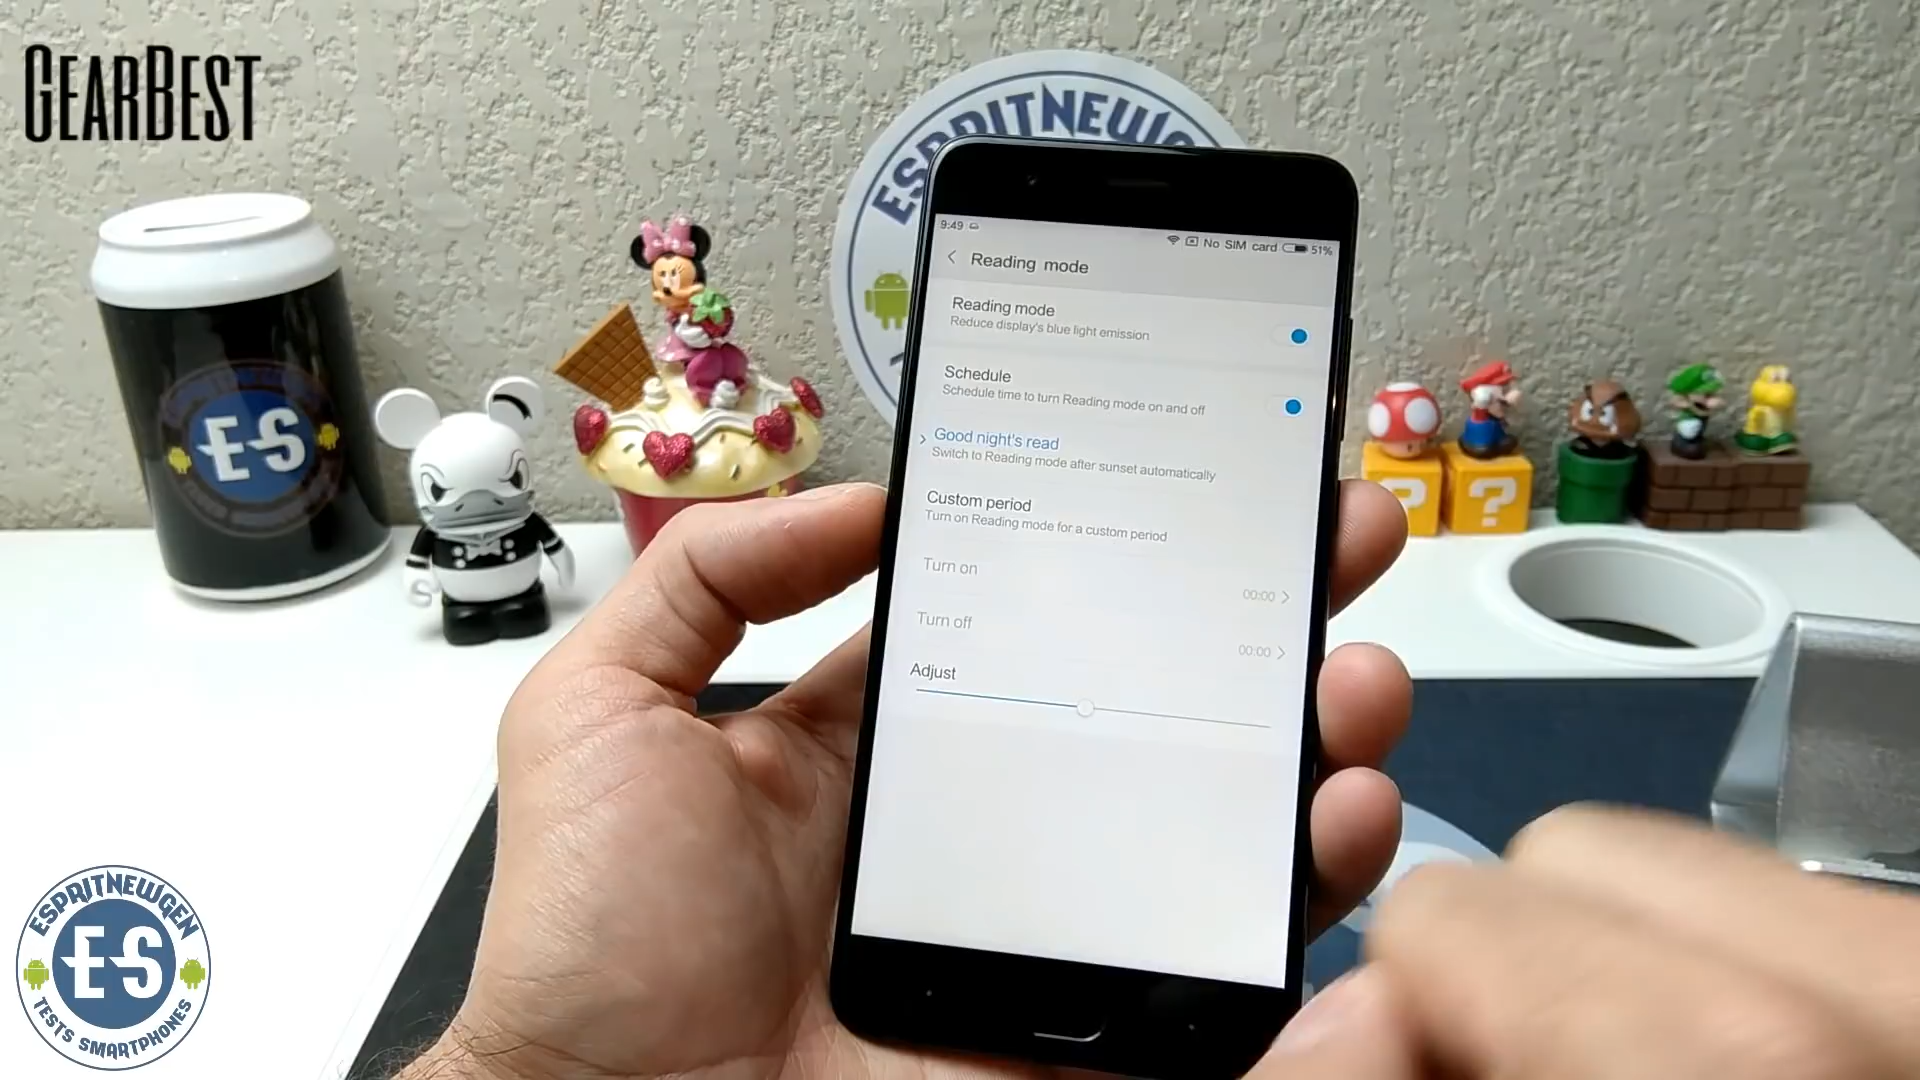 GEARBEST
ESPRITNEWGEN
9:49
No SIM card 51%
Reading mode
Reading mode
Reduce display's blue light emission
Schedule
Schedule time to turn Reading mode on and off
Good night's read
Switch to Reading mode after sunset automatically
Custom period
Turn on Reading mode for a custom period
Turn on
00:00
Turn off
00:00
Adjust
ES
? ?
ESPRITNEWGEN
ES
TESTS SMARTPHONES